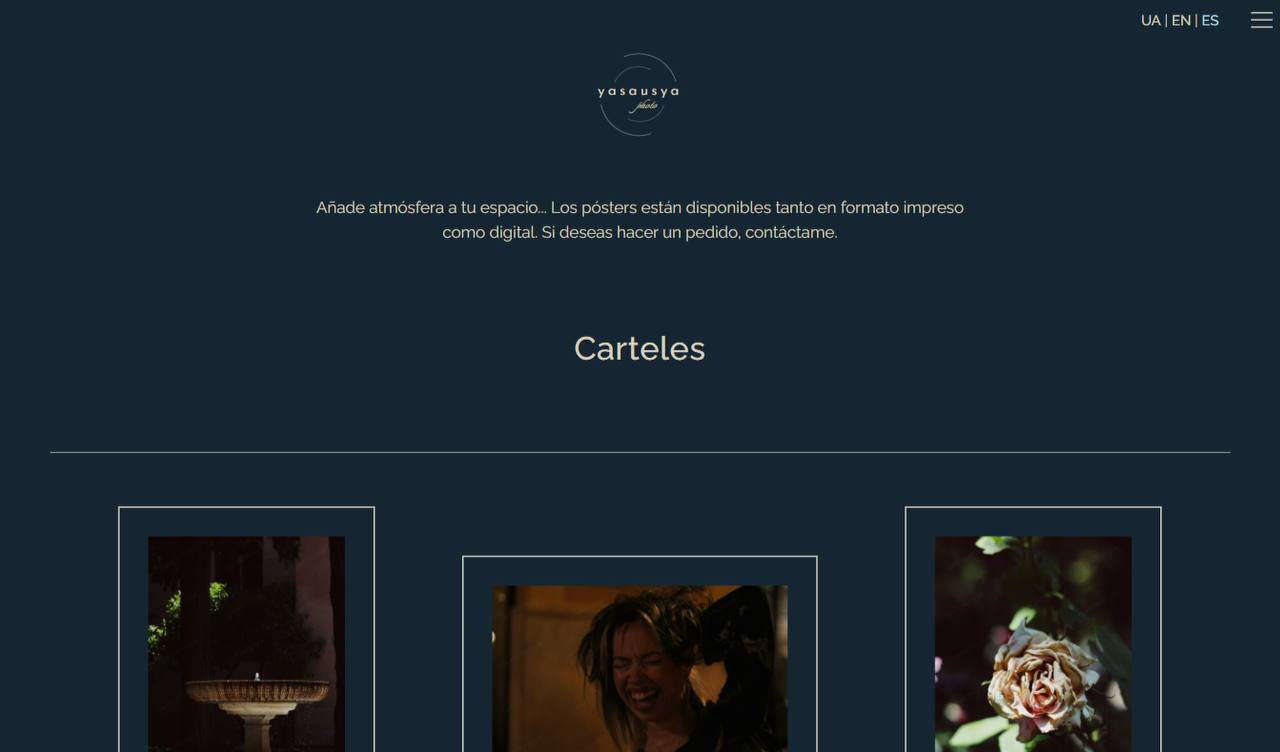 UA | EN | ES
yasausya
photo
Añade atmósfera a tu espacio... Los pósters están disponibles tanto en formato impreso
como digital. Si deseas hacer un pedido, contáctame.
Carteles